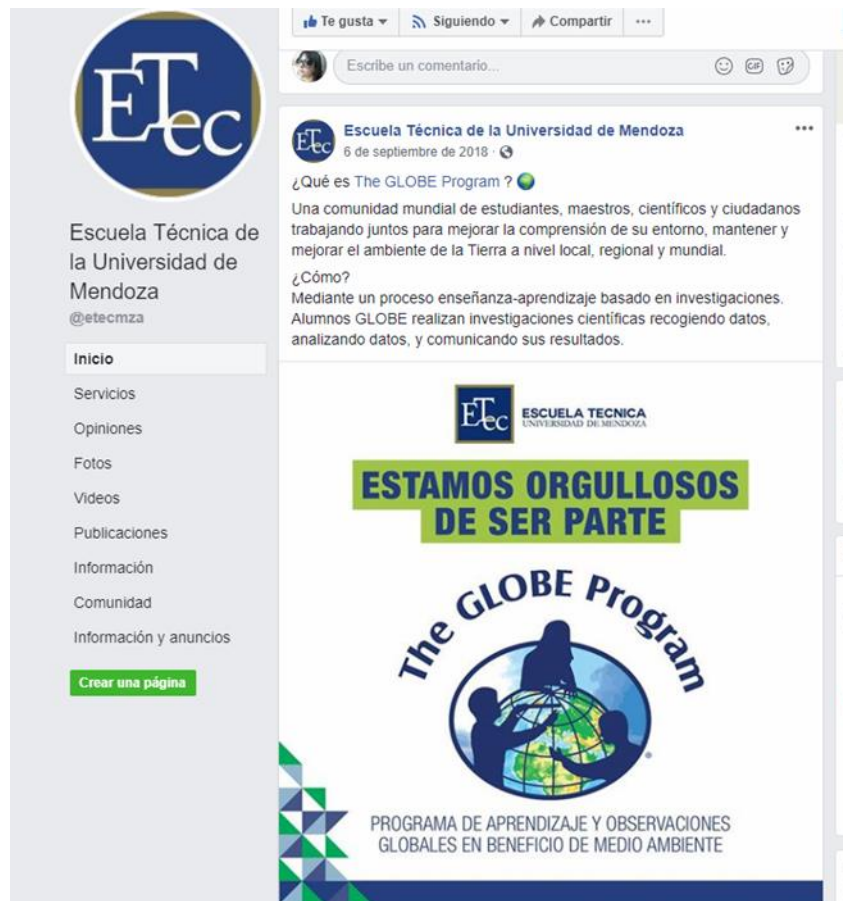 Te gusta
Siguiendo
Compartir
ETec
Escribe un comentario...
GIF
Escuela Técnica de
la Universidad de
Mendoza
@etecmza
Inicio
Servicios
Opiniones
Fotos
Videos
Publicaciones
Información
Comunidad
Información y anuncios
Crear una página
ETec
Escuela Técnica de la Universidad de Mendoza
6 de septiembre de 2018
¿Qué es The GLOBE Program ?
Una comunidad mundial de estudiantes, maestros, científicos y ciudadanos
trabajando juntos para mejorar la comprensión de su entorno, mantener y
mejorar el ambiente de la Tierra a nivel local, regional y mundial.
¿Cómo?
Mediante un proceso enseñanza-aprendizaje basado en investigaciones.
Alumnos GLOBE realizan investigaciones científicas recogiendo datos,
analizando datos, y comunicando sus resultados.
ETec
ESCUELA TECNICA
UNIVERSIDAD DE MENDOZA
ESTAMOS ORGULLOSOS
DE SER PARTE
The GLOBE Program
PROGRAMA DE APRENDIZAJE Y OBSERVACIONES
GLOBALES EN BENEFICIO DE MEDIO AMBIENTE